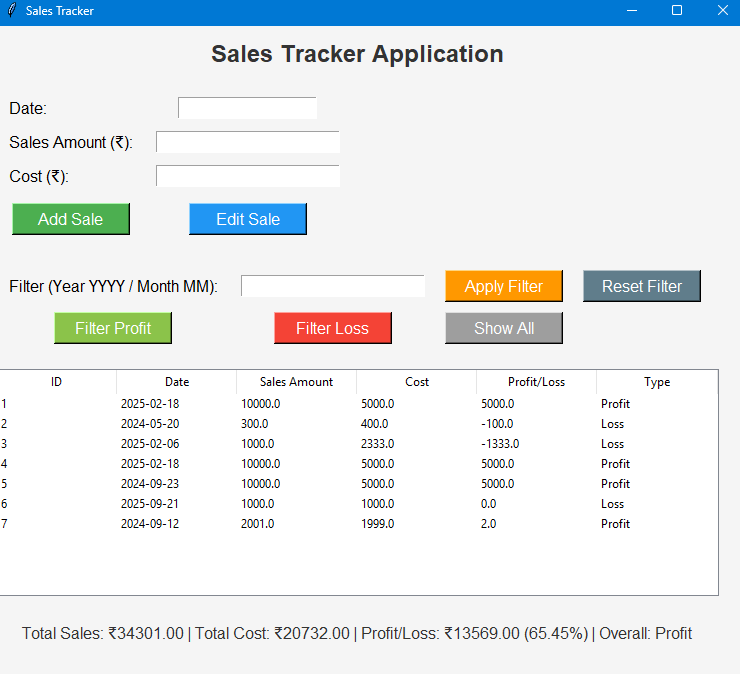 Sales Tracker
Sales Tracker Application
Date:
Sales Amount (₹):
Cost (₹):
Add Sale Edit Sale
Filter (Year YYYY / Month MM): Apply Filter Reset Filter
Filter Profit Filter Loss Show All
ID Date Sales Amount Cost Profit/Loss Type
1 2025-02-18 10000.0 5000.0 5000.0 Profit
2 2024-05-20 300.0 400.0 -100.0 Loss
3 2025-02-06 1000.0 2333.0 -1333.0 Loss
4 2025-02-18 10000.0 5000.0 5000.0 Profit
5 2024-09-23 10000.0 5000.0 5000.0 Profit
6 2025-09-21 1000.0 1000.0 0.0 Loss
7 2024-09-12 2001.0 1999.0 2.0 Profit
Total Sales: ₹34301.00 | Total Cost: ₹20732.00 | Profit/Loss: ₹13569.00 (65.45%) | Overall: Profit